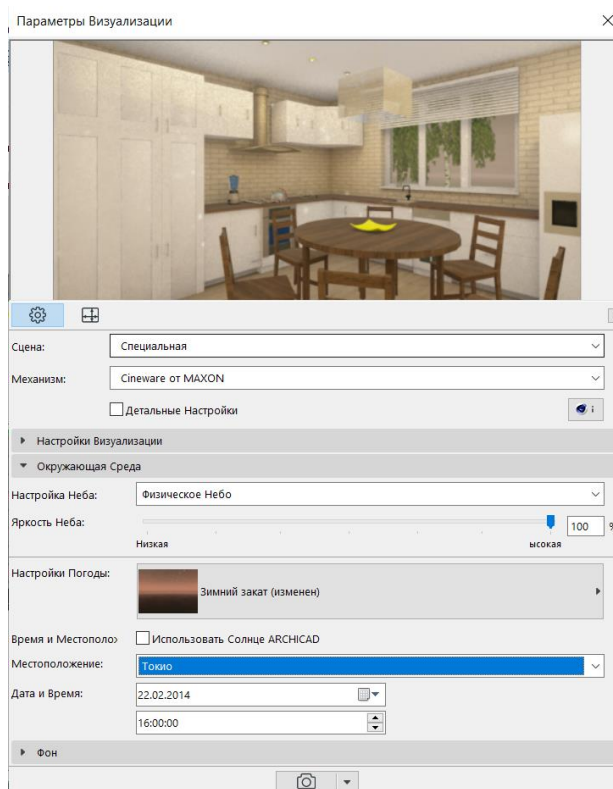 Параметры Визуализации
Сцена: Специальная
Механизм: Cineware от MAXON
Детальные Настройки
i
Настройки Визуализации
Окружающая Среда
Настройка Неба: Физическое Небо
Яркость Неба: 100 %
Низкая ысокая
Настройки Погоды: Зимний закат (изменен)
Время и Местополо Использовать Солнце ARCHICAD
Местоположение: Токио
Дата и Время: 22.02.2014
16:00:00
Фон